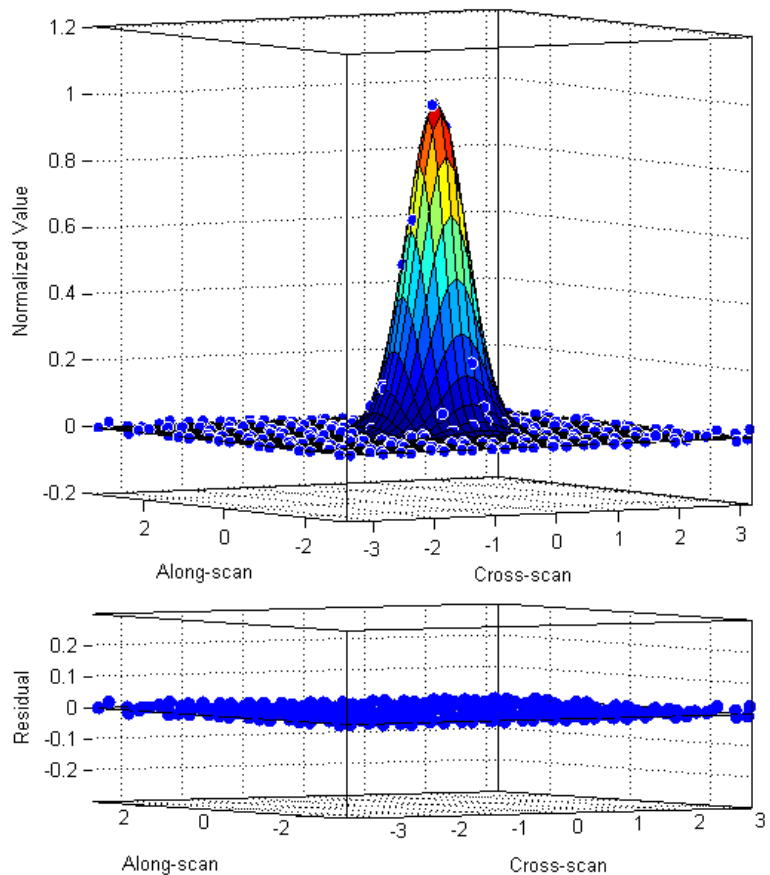 1.2
1
0.8
0.6
0.4
0.2
0
-0.2
Normalized Value
2 0 -2 -3 -2 -1 0 1 2 3
Along-scan Cross-scan
0.2
0.1
0
-0.1
-0.2
Residual
2 0 -2 -3 -2 -1 0 1 2 3
Along-scan Cross-scan